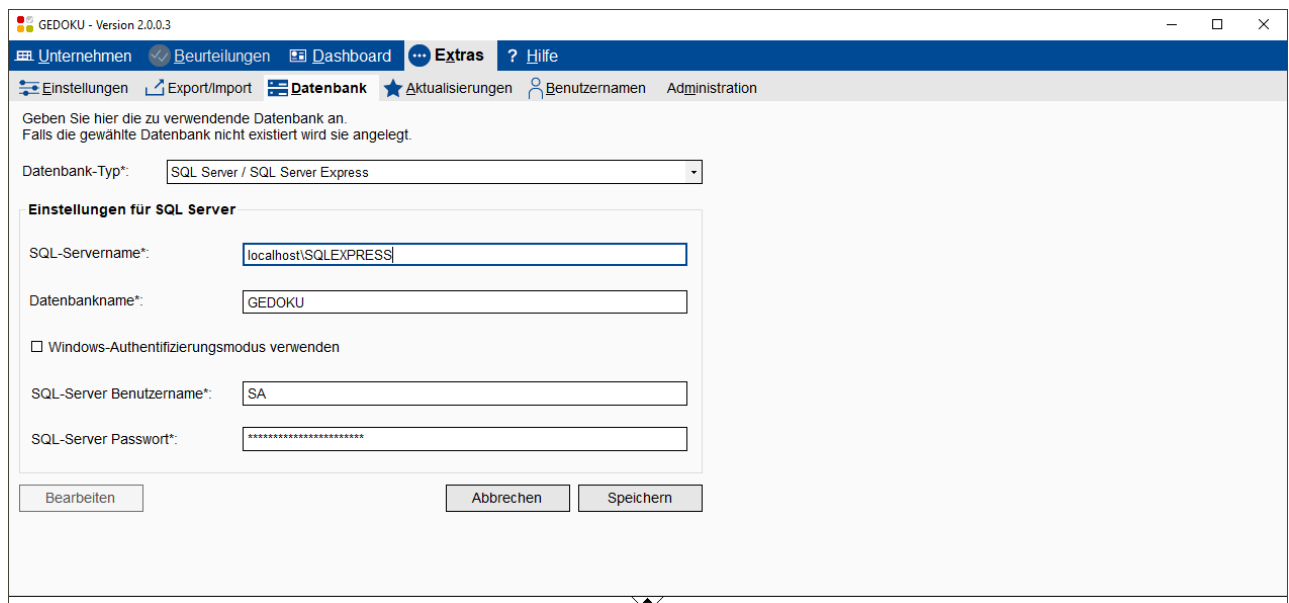 GEDOKU - Version 2.0.0.3
Unternehmen Beurteilungen Dashboard Extras ? Hilfe
Einstellungen Export/Import Datenbank Aktualisierungen Benutzernamen Administration
Geben Sie hier die zu verwendende Datenbank an.
Falls die gewählte Datenbank nicht existiert wird sie angelegt.
Datenbank-Typ*: SQL Server / SQL Server Express
Einstellungen für SQL Server
SQL-Servername*: localhost\SQLEXPRESS
Datenbankname*: GEDOKU
Windows-Authentifizierungsmodus verwenden
SQL-Server Benutzername*: SA
SQL-Server Passwort*: ***********************
Bearbeiten Abbrechen Speichern